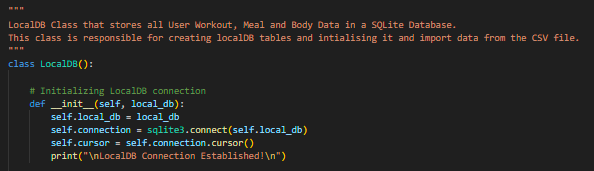 """
LocalDB Class that stores all User Workout, Meal and Body Data in a SQLite Database.
This class is responsible for creating localDB tables and intialising it and import data from the CSV file.
"""
class LocalDB():
# Initializing LocalDB connection
def __init__(self, local_db):
self.local_db = local_db
self.connection = sqlite3.connect(self.local_db)
self.cursor = self.connection.cursor()
print("\nLocalDB Connection Established!\n")